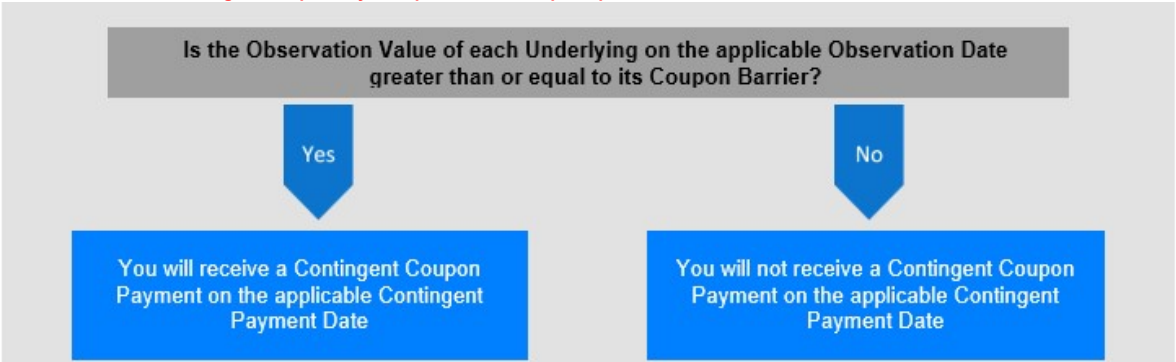 Is the Observation Value of each Underlying on the applicable Observation Date
greater than or equal to its Coupon Barrier?
Yes
No
You will receive a Contingent Coupon
Payment on the applicable Contingent
Payment Date
You will not receive a Contingent Coupon
Payment on the applicable Contingent
Payment Date